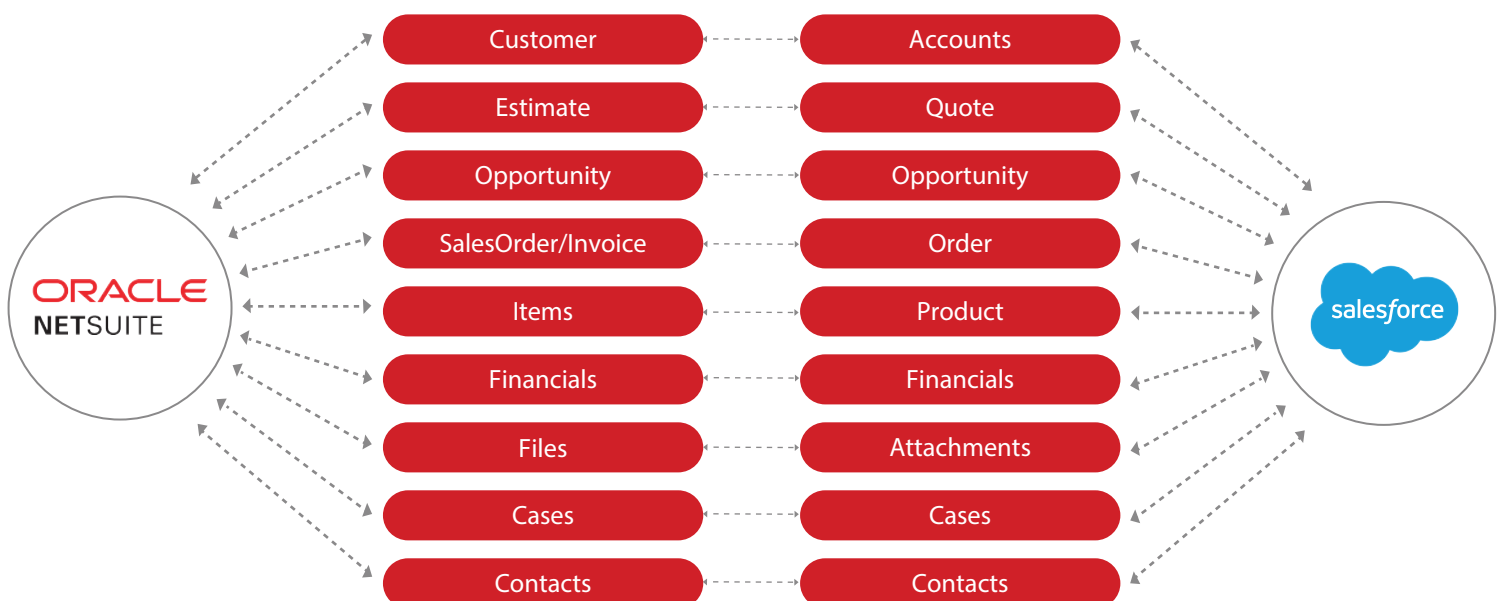 Customer
Accounts
Estimate
Quote
Opportunity
Opportunity
SalesOrder/Invoice
Order
ORACLE
NETSUITE
Items
Product
salesforce
Financials
Financials
Files
Attachments
Cases
Cases
Contacts
Contacts